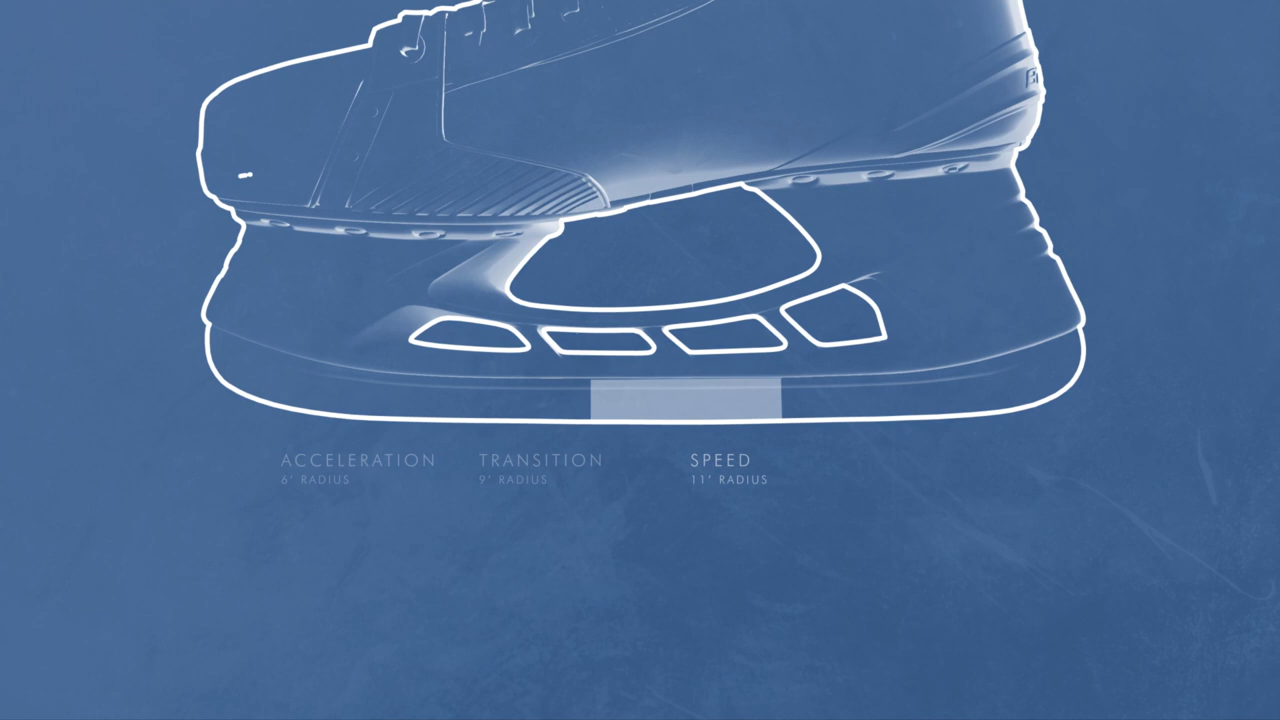 ACCELERATION
6' RADIUS
TRANSITION
9' RADIUS
SPEED
11' RADIUS